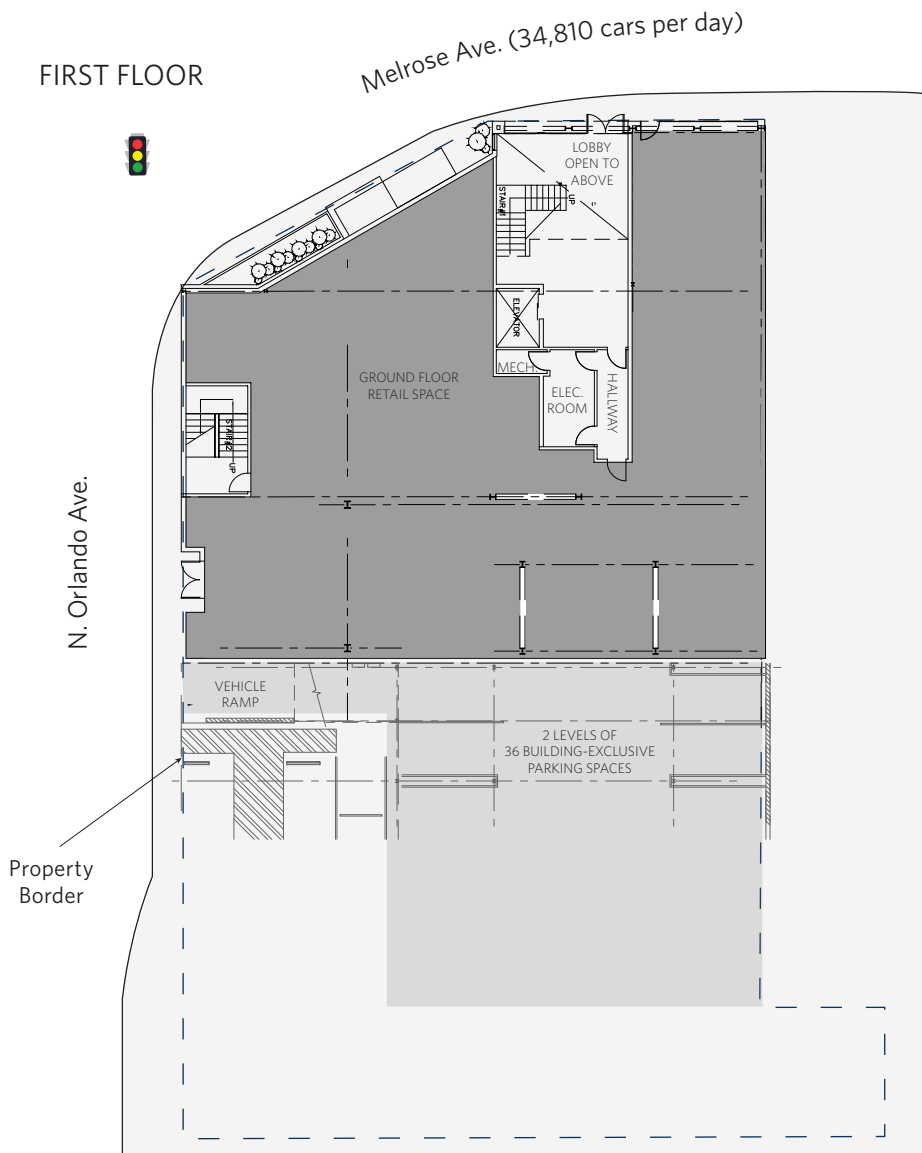 Melrose Ave. (34,810 cars per day)
FIRST FLOOR
LOBBY
OPEN TO
ABOVE
STAIR#1
UP
ELEVATOR
MECH.
GROUND FLOOR
RETAIL SPACE
ELEC.
ROOM
HALLWAY
STAIR#2
UP
N. Orlando Ave.
VEHICLE
RAMP
2 LEVELS OF
36 BUILDING-EXCLUSIVE
PARKING SPACES
Property
Border